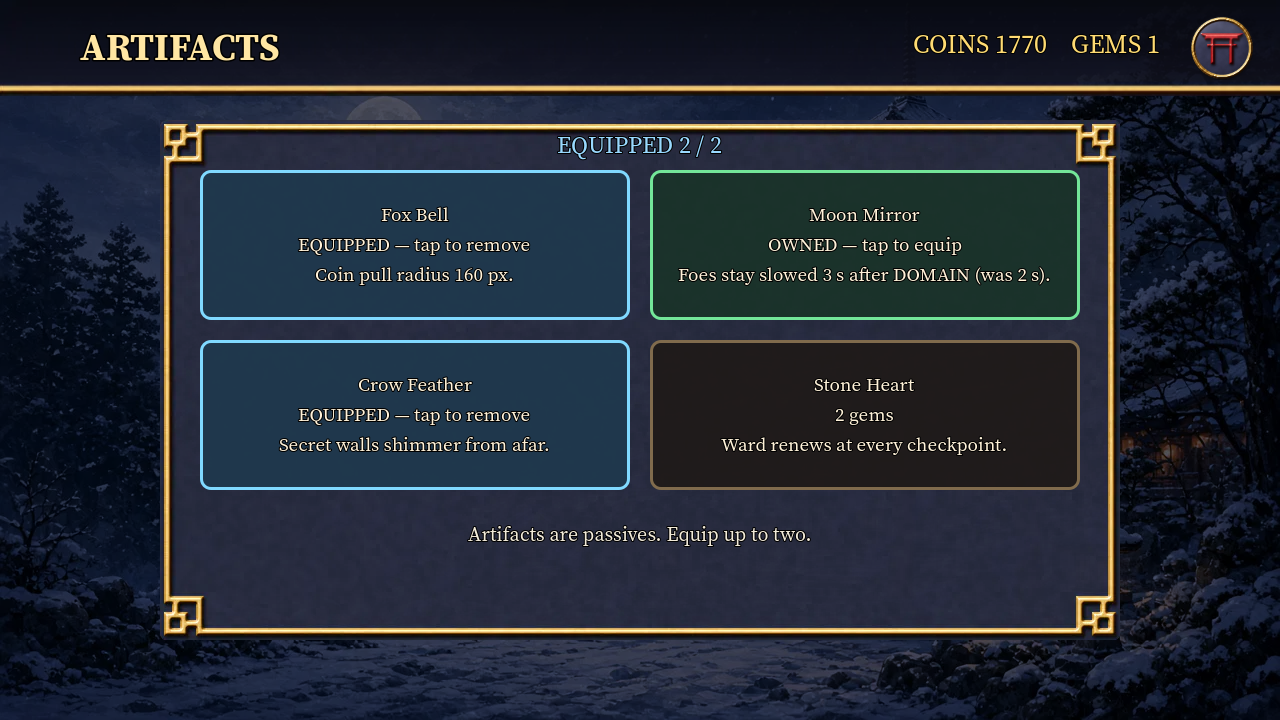 ARTIFACTS
COINS 1770 GEMS 1
EQUIPPED 2 / 2
Fox Bell
EQUIPPED — tap to remove
Coin pull radius 160 px.
Moon Mirror
OWNED — tap to equip
Foes stay slowed 3 s after DOMAIN (was 2 s).
Crow Feather
EQUIPPED — tap to remove
Secret walls shimmer from afar.
Stone Heart
2 gems
Ward renews at every checkpoint.
Artifacts are passives. Equip up to two.